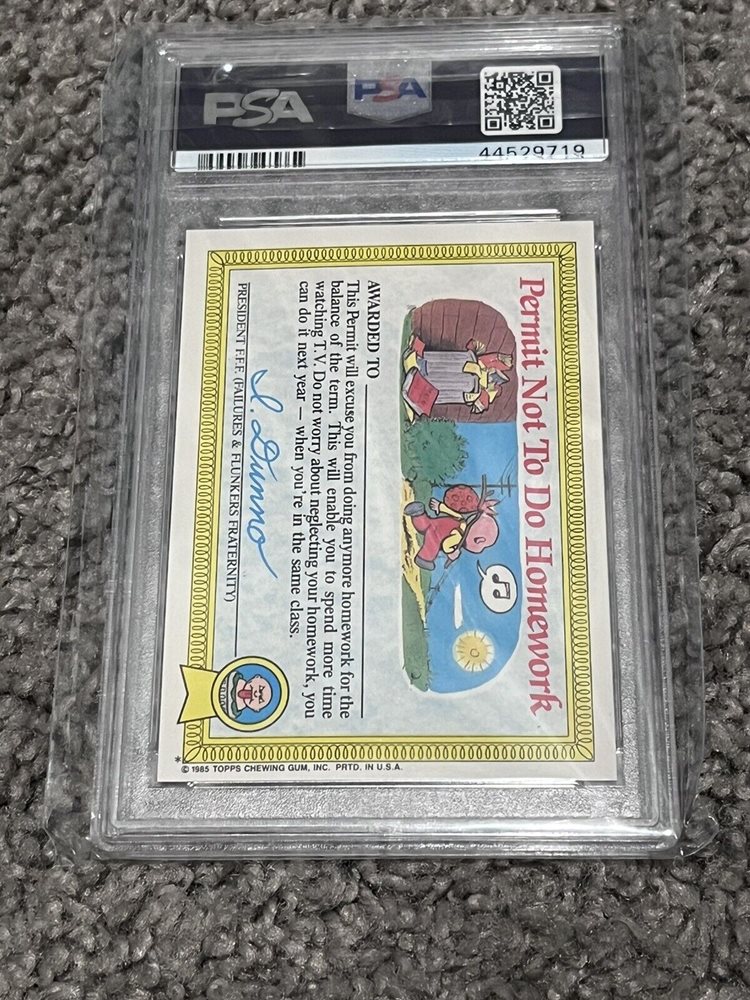 PSA
PSA
44529719
Permit Not To Do Homework
AWARDED TO
This Permit will excuse you from doing anymore homework for the
balance of the term. This will enable you to spend more time
watching T.V. Do not worry about neglecting your homework, you
can do it next year — when you're in the same class.
I. Dunno
PRESIDENT F.F.F. (FAILURES & FLUNKERS FRATERNITY)
* © 1985 TOPPS CHEWING GUM, INC. PRTD. IN U.S.A.